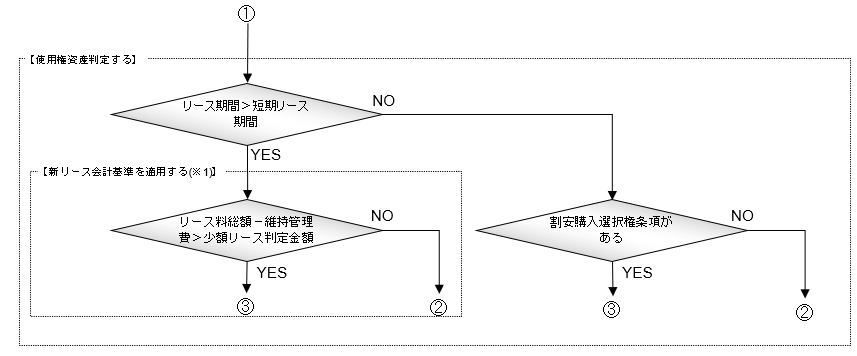 ①
【使用権資産判定する】
リース期間＞短期リース
期間
NO
YES
【新リース会計基準を適用する(※1)】
リース料総額－維持管理
費＞少額リース判定金額
NO
割安購入選択権条項が
ある
NO
YES
YES
③
②
③
②